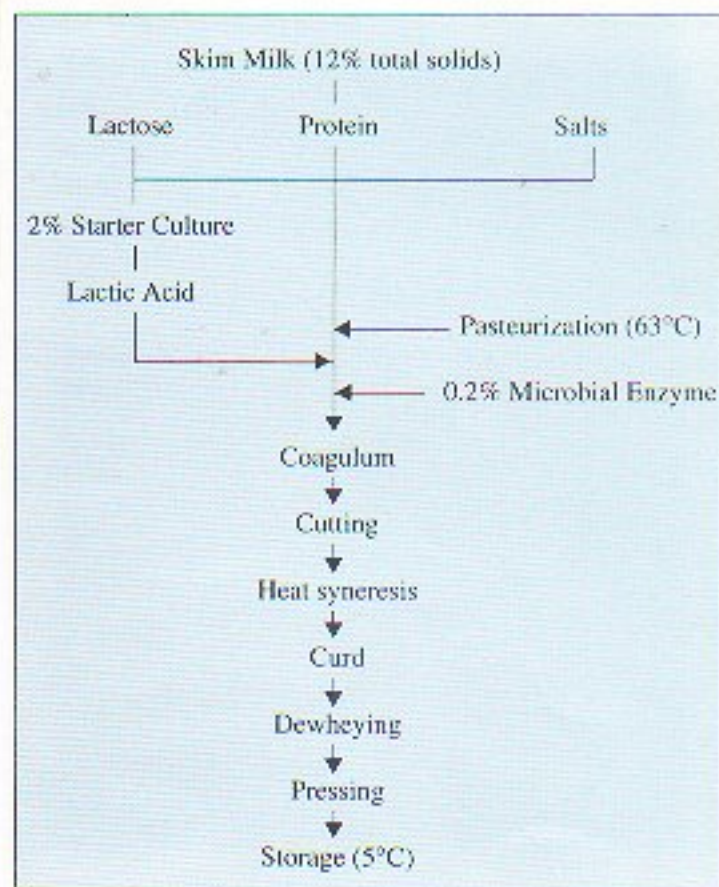 Skim Milk (12% total solids)
Lactose Protein Salts
2% Starter Culture
Lactic Acid
Pasteurization (63°C)
0.2% Microbial Enzyme
Coagulum
Cutting
Heat syneresis
Curd
Dewheying
Pressing
Storage (5°C)